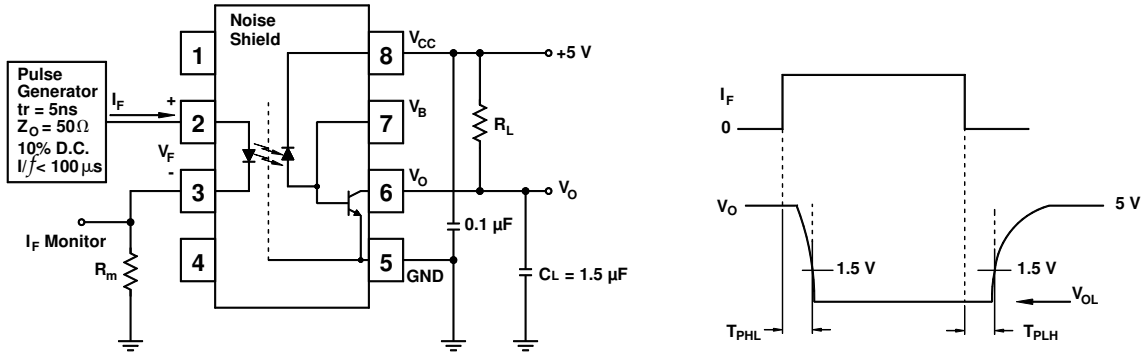 Noise
Shield
1
2
3
4
8
7
6
5
V_CC
V_B
V_O
GND
+5 V
Pulse
Generator
tr = 5ns
Z_O = 50Ω
10% D.C.
I/f < 100 μs
I_F
+
V_F
-
I_F Monitor
R_m
R_L
V_O
0.1 μF
C_L = 1.5 μF
I_F
0
V_O
5 V
1.5 V
1.5 V
V_OL
T_PHL
T_PLH